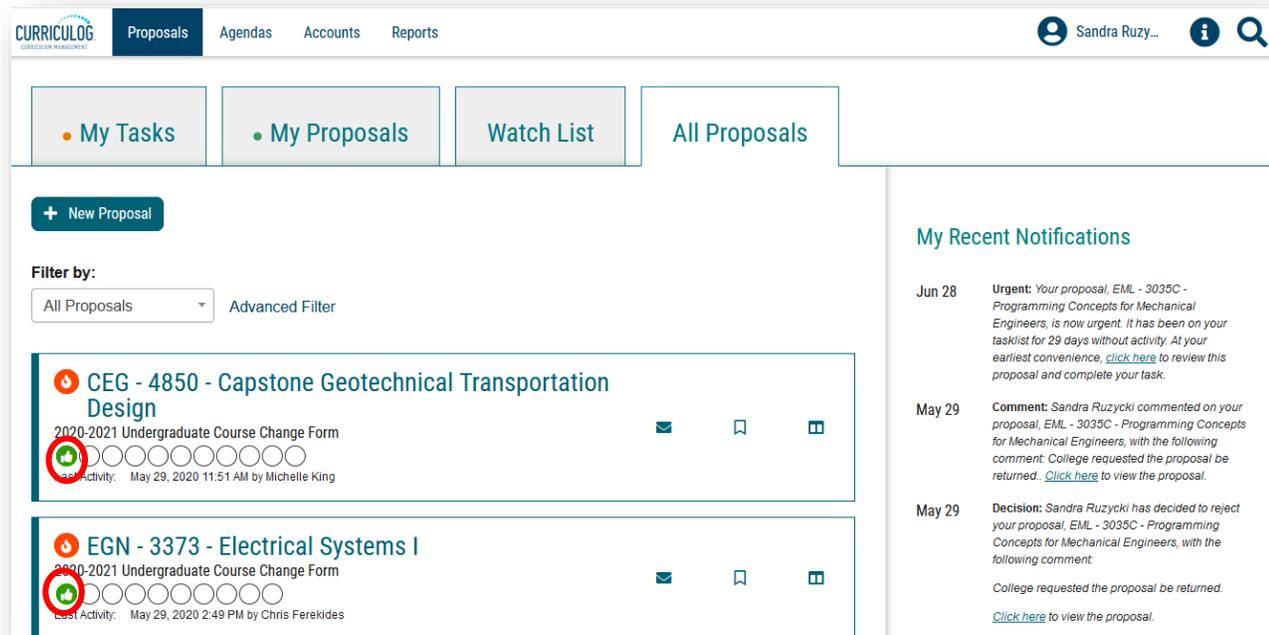 CURRICULOG
CURRICULUM MANAGEMENT
Proposals
Agendas
Accounts
Reports
Sandra Ruzy...
My Tasks
My Proposals
Watch List
All Proposals
+ New Proposal
Filter by:
All Proposals
Advanced Filter
CEG - 4850 - Capstone Geotechnical Transportation
Design
2020-2021 Undergraduate Course Change Form
Last Activity: May 29, 2020 11:51 AM by Michelle King
EGN - 3373 - Electrical Systems I
2020-2021 Undergraduate Course Change Form
Last Activity: May 29, 2020 2:49 PM by Chris Ferekides
My Recent Notifications
Jun 28
Urgent: Your proposal, EML - 3035C -
Programming Concepts for Mechanical
Engineers, is now urgent. It has been on your
tasklist for 29 days without activity. At your
earliest convenience, click here to review this
proposal and complete your task.
May 29
Comment: Sandra Ruzycki commented on your
proposal, EML - 3035C - Programming Concepts
for Mechanical Engineers, with the following
comment: College requested the proposal be
returned.. Click here to view the proposal.
May 29
Decision: Sandra Ruzycki has decided to reject
your proposal, EML - 3035C - Programming
Concepts for Mechanical Engineers, with the
following comment:
College requested the proposal be returned.
Click here to view the proposal.